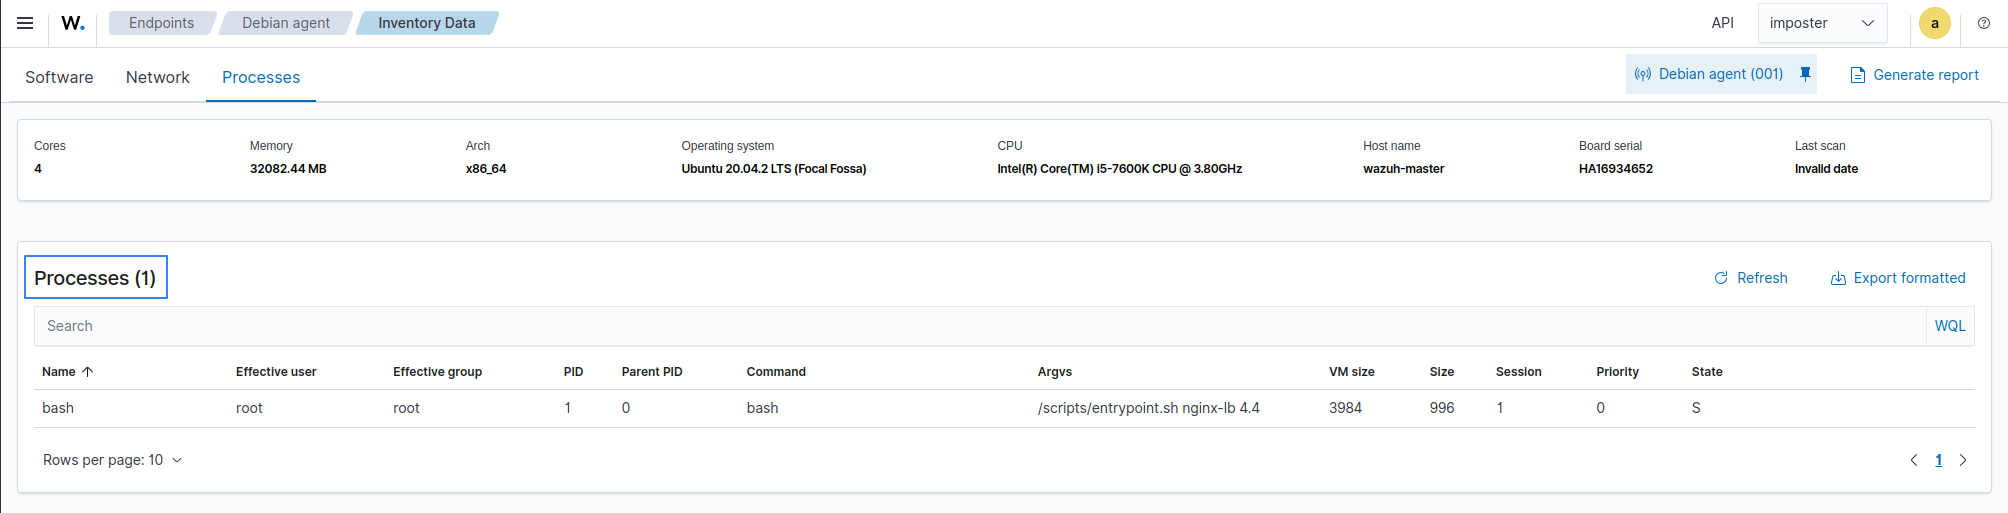 W. Endpoints Debian agent Inventory Data API imposter a
Software Network Processes Debian agent (001) Generate report
Cores Memory Arch Operating system CPU Host name Board serial Last scan
4 32082.44 MB x86_64 Ubuntu 20.04.2 LTS (Focal Fossa) Intel(R) Core(TM) i5-7600K CPU @ 3.80GHz wazuh-master HA16934652 Invalid date
Processes (1) Refresh Export formatted
Search WQL
Name Effective user Effective group PID Parent PID Command Argvs VM size Size Session Priority State
bash root root 1 0 bash /scripts/entrypoint.sh nginx-lb 4.4 3984 996 1 0 S
Rows per page: 10 1